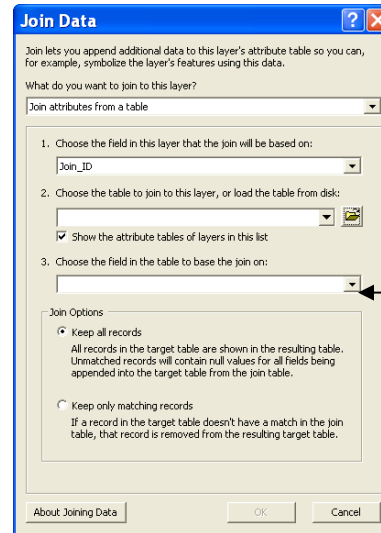 Join Data
Join lets you append additional data to this layer's attribute table so you can,
for example, symbolize the layer's features using this data.
What do you want to join to this layer?
Join attributes from a table
1. Choose the field in this layer that the join will be based on:
Join_ID
2. Choose the table to join to this layer, or load the table from disk:
Show the attribute tables of layers in this list
3. Choose the field in the table to base the join on:
Join Options
Keep all records
All records in the target table are shown in the resulting table.
Unmatched records will contain null values for all fields being
appended into the target table from the join table.
Keep only matching records
If a record in the target table doesn't have a match in the join
table, that record is removed from the resulting target table.
About Joining Data
OK
Cancel